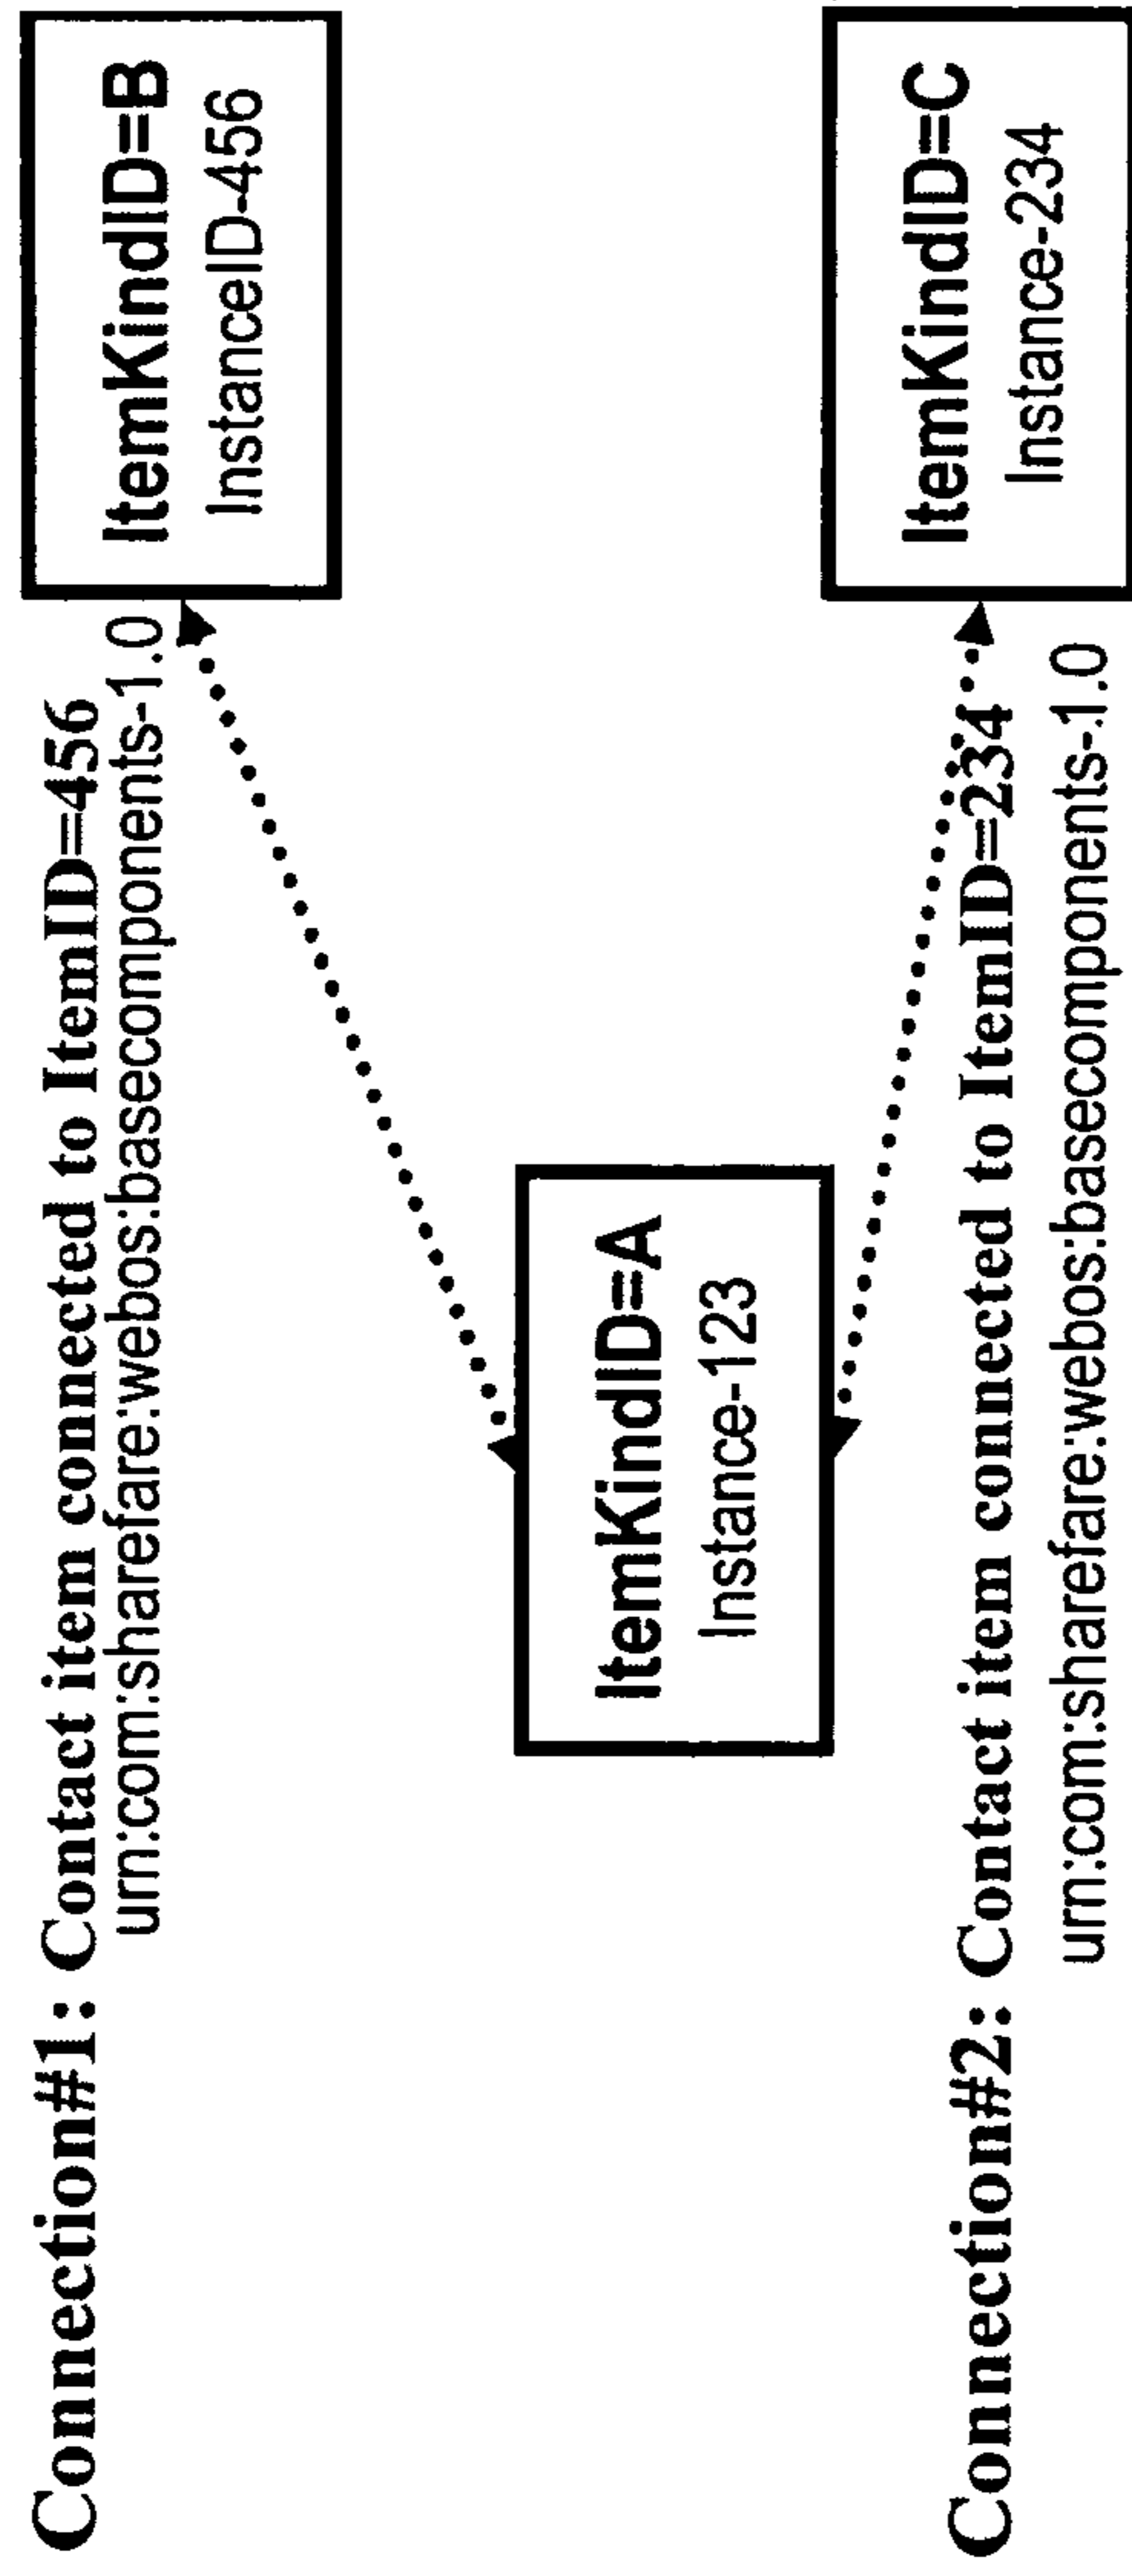 Connection#1: Contact item connected to ItemID=456
urn:com:sharefare:webos:basecomponents-1.0
ItemKindID=B
InstanceID-456
ItemKindID=A
Instance-123
ItemKindID=C
Instance-234
Connection#2: Contact item connected to ItemID=234
urn:com:sharefare:webos:basecomponents-1.0